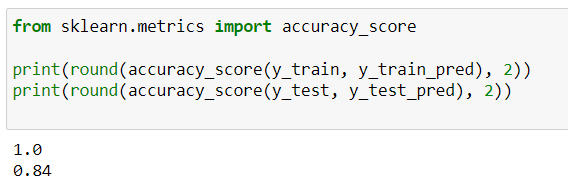 from sklearn.metrics import accuracy_score
print(round(accuracy_score(y_train, y_train_pred), 2))
print(round(accuracy_score(y_test, y_test_pred), 2))
1.0
0.84